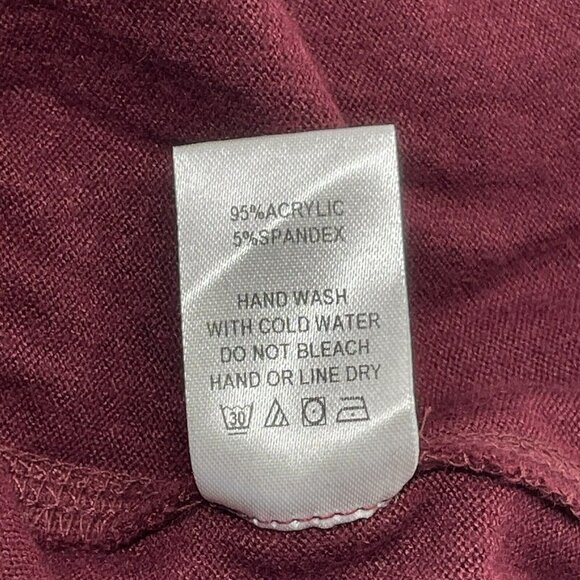 95%ACRYLIC
5%SPANDEX
HAND WASH
WITH COLD WATER
DO NOT BLEACH
HAND OR LINE DRY
30